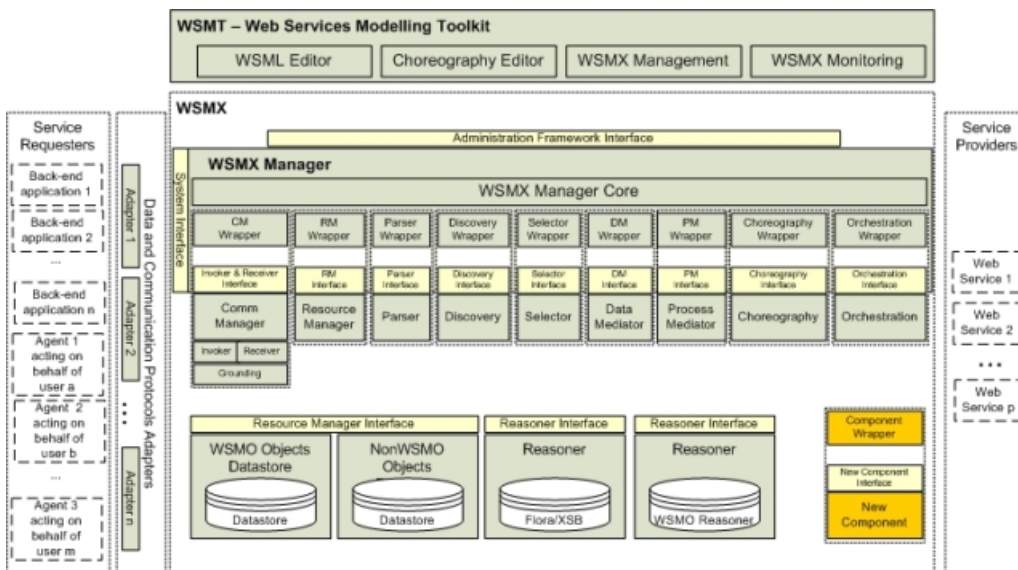 WSMT – Web Services Modelling Toolkit
WSML Editor
Choreography Editor
WSMX Management
WSMX Monitoring
Service
Requesters
Back-end
application 1
Back-end
application 2
...
Back-end
application n
Agent 1
acting on
behalf of
user a
Agent 2
acting on
behalf of
user b
...
Agent 3
acting on
behalf of
user m
Adapter 1
Adapter 2
...
Adapter n
Data and Communication Protocols Adapters
WSMX
Administration Framework Interface
System Interface
WSMX Manager
WSMX Manager Core
CM
Wrapper
RM
Wrapper
Parser
Wrapper
Discovery
Wrapper
Selector
Wrapper
DM
Wrapper
PM
Wrapper
Choreography
Wrapper
Orchestration
Wrapper
Invoker & Receiver
Interface
RM
Interface
Parser
Interface
Discovery
Interface
Selector
Interface
DM
Interface
PM
Interface
Choreography
Interface
Orchestration
Interface
Comm
Manager
Resource
Manager
Parser
Discovery
Selector
Data
Mediator
Process
Mediator
Choreography
Orchestration
Invoker
Receiver
Grounding
Resource Manager Interface
WSMO Objects
Datastore
Datastore
NonWSMO
Objects
Datastore
Reasoner Interface
Reasoner
Flora/XSB
Reasoner Interface
Reasoner
WSMO Reasoner
Component
Wrapper
New Component
Interface
New
Component
Service
Providers
Web
Service 1
Web
Service 2
...
Web
Service p